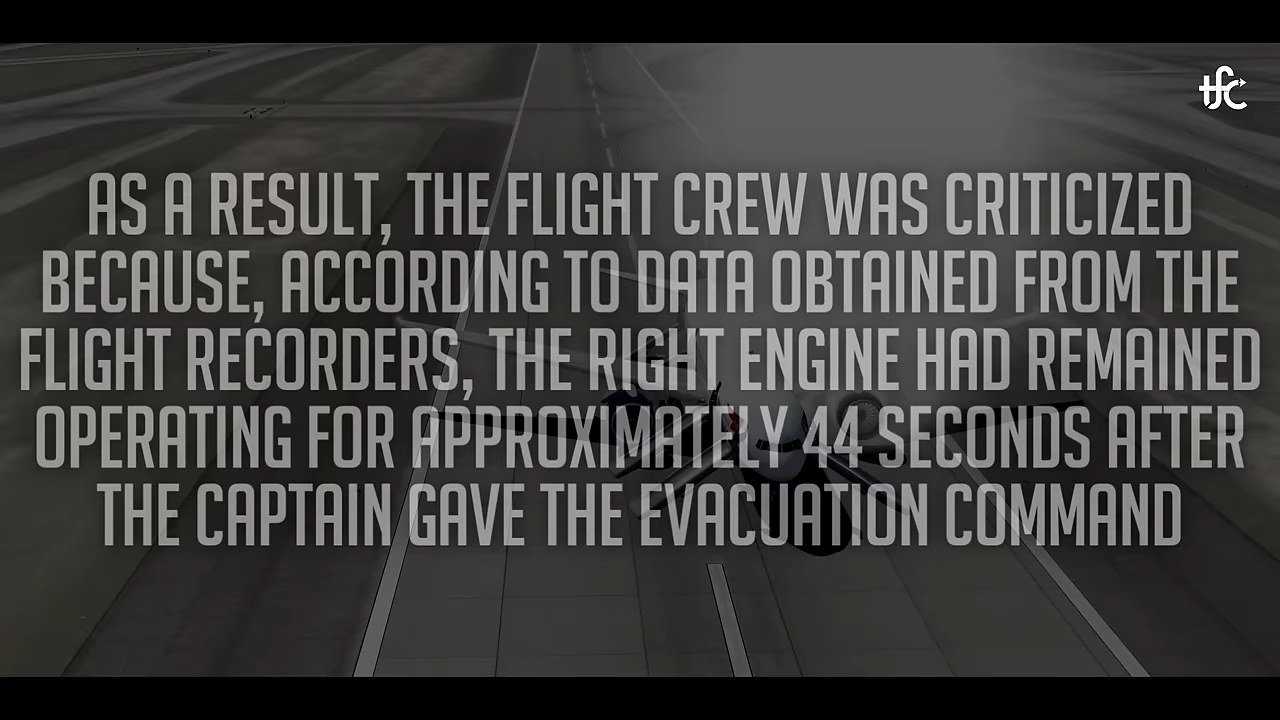 tfc
AS A RESULT, THE FLIGHT CREW WAS CRITICIZED
BECAUSE, ACCORDING TO DATA OBTAINED FROM THE
FLIGHT RECORDERS, THE RIGHT ENGINE HAD REMAINED
OPERATING FOR APPROXIMATELY 44 SECONDS AFTER
THE CAPTAIN GAVE THE EVACUATION COMMAND